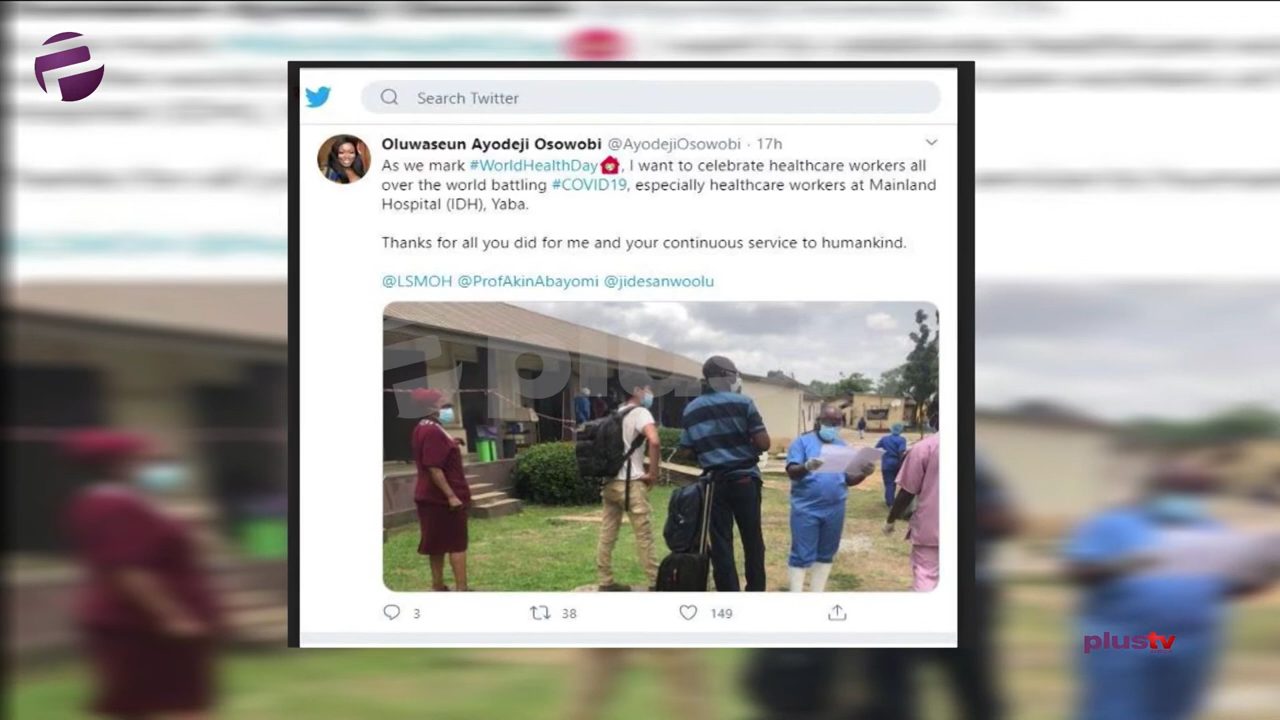 Search Twitter
Oluwaseun Ayodeji Osowobi @AyodejiOsowobi · 17h
As we mark #WorldHealthDay, I want to celebrate healthcare workers all
over the world battling #COVID19, especially healthcare workers at Mainland
Hospital (IDH), Yaba.
Thanks for all you did for me and your continuous service to humankind.
@LSMOH @ProfAkinAbayomi @jidesanwoolu
plus
3 38 149
plustv